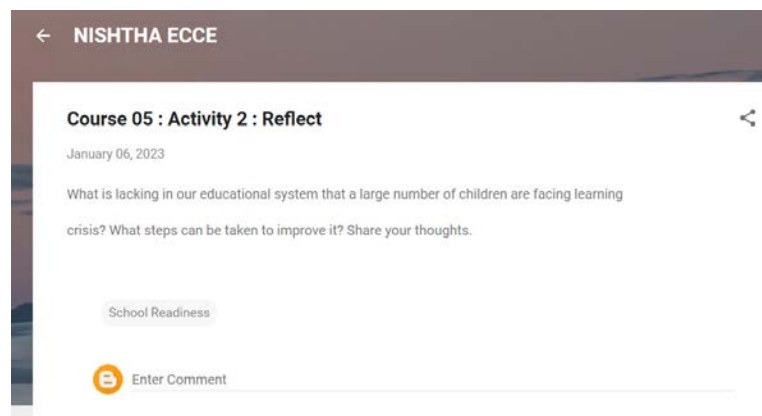 NISHTHA ECCE
Course 05 : Activity 2 : Reflect
January 06, 2023
What is lacking in our educational system that a large number of children are facing learning
crisis? What steps can be taken to improve it? Share your thoughts.
School Readiness
Enter Comment